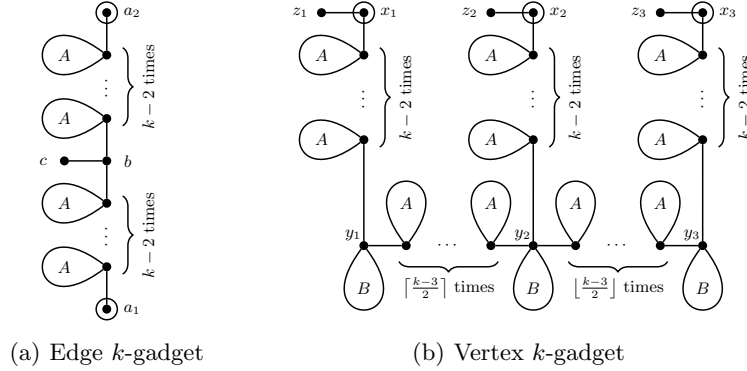 a₂
z₁ x₁ z₂ x₂ z₃ x₃
A A A A
⋯ k − 2 times ⋯ k − 2 times ⋯ k − 2 times ⋯ k − 2 times
A A A A
c b
A A A A A
⋯ k − 2 times y₁ ⋯ y₂ ⋯ y₃
A B ⌈(k−3)/2⌉ times B ⌊(k−3)/2⌋ times B
a₁
(a) Edge k-gadget (b) Vertex k-gadget